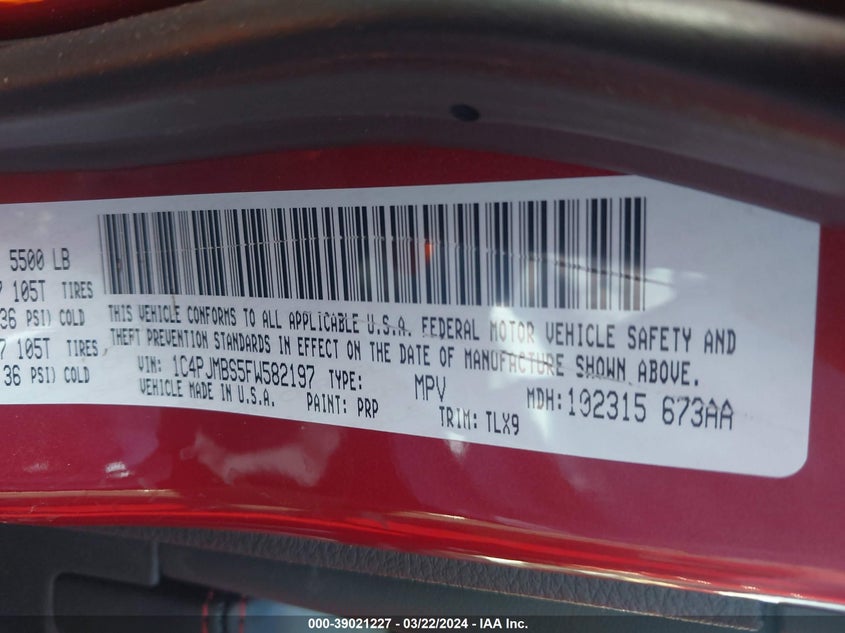 5500 LB
105T TIRES
36 PSI) COLD
105T TIRES
36 PSI) COLD
THIS VEHICLE CONFORMS TO ALL APPLICABLE U.S.A. FEDERAL MOTOR VEHICLE SAFETY AND
THEFT PREVENTION STANDARDS IN EFFECT ON THE DATE OF MANUFACTURE SHOWN ABOVE.
VIN: 1C4PJMBS5FW582197 TYPE: MPV MDH:102315 673AA
VEHICLE MADE IN U.S.A. PAINT: PRP TRIM: TLX9
000-39021227 - 03/22/2024 - IAA Inc.